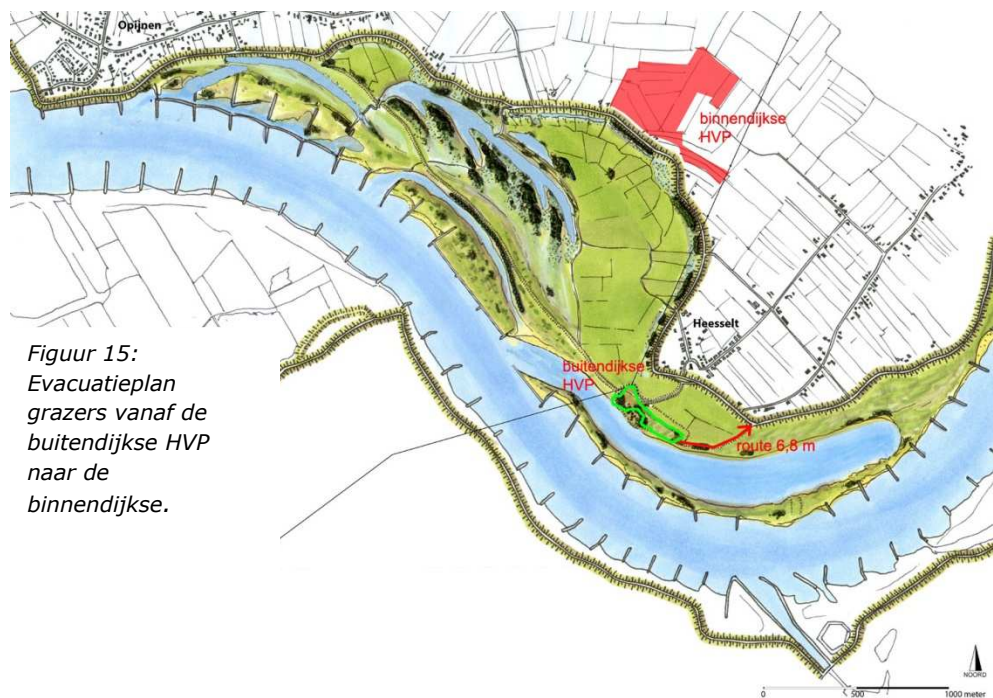 Opijnen
binnendijkse
HVP
Heesselt
Figuur 15:
Evacuatieplan
grazers vanaf de
buitendijkse HVP
naar de
binnendijkse.
buitendijkse
HVP
route 6,8 m
NOORD
0 500 1000 meter